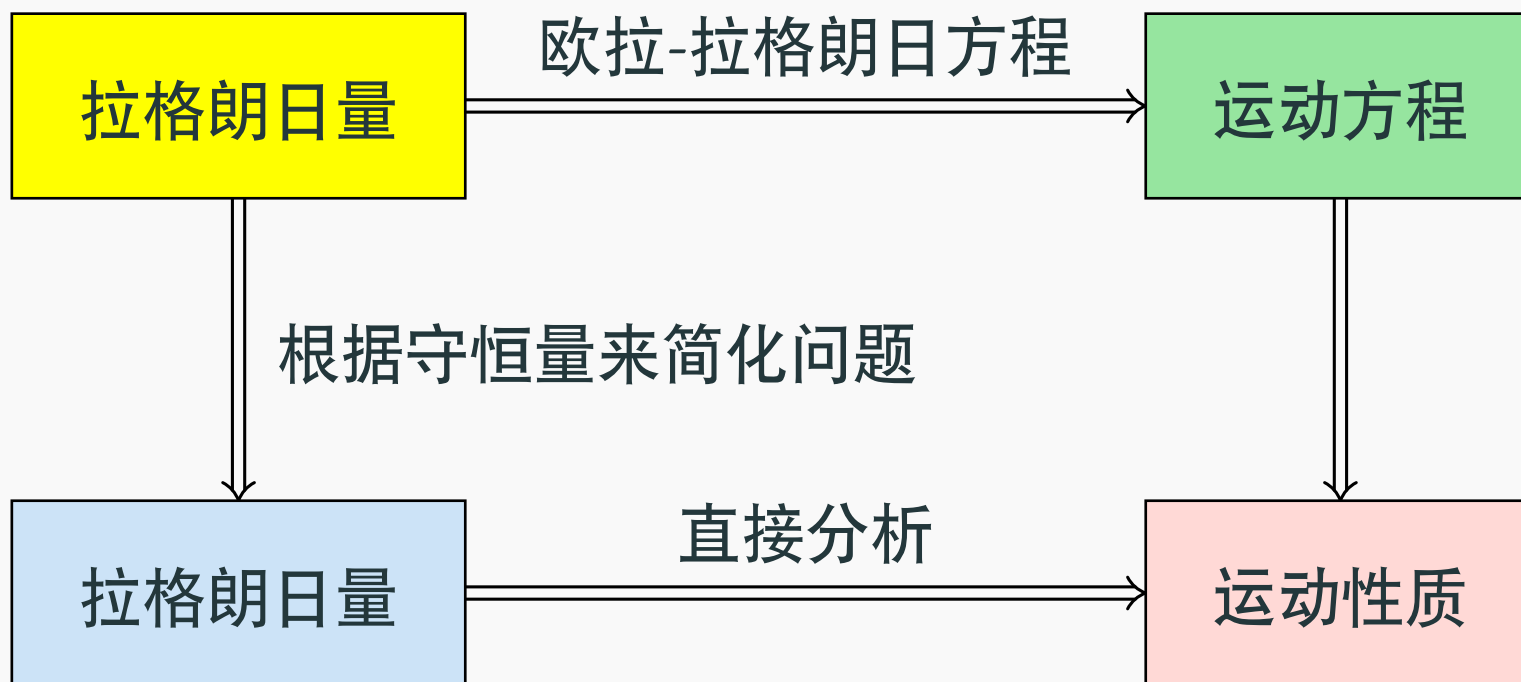 欧拉-拉格朗日方程
拉格朗日量
运动方程
根据守恒量来简化问题
直接分析
拉格朗日量
运动性质